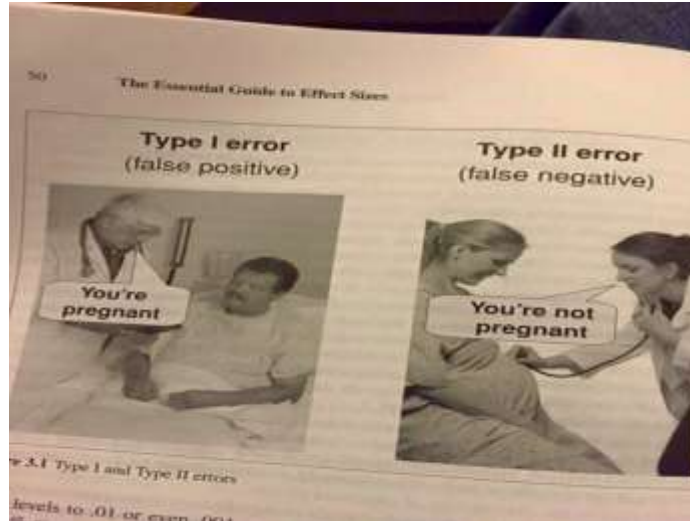 50
The Essential Guide to Effect Sizes
Type I error
(false positive)
Type II error
(false negative)
You're
pregnant
You're not
pregnant
3.1 Type I and Type II errors
levels to .01 or even